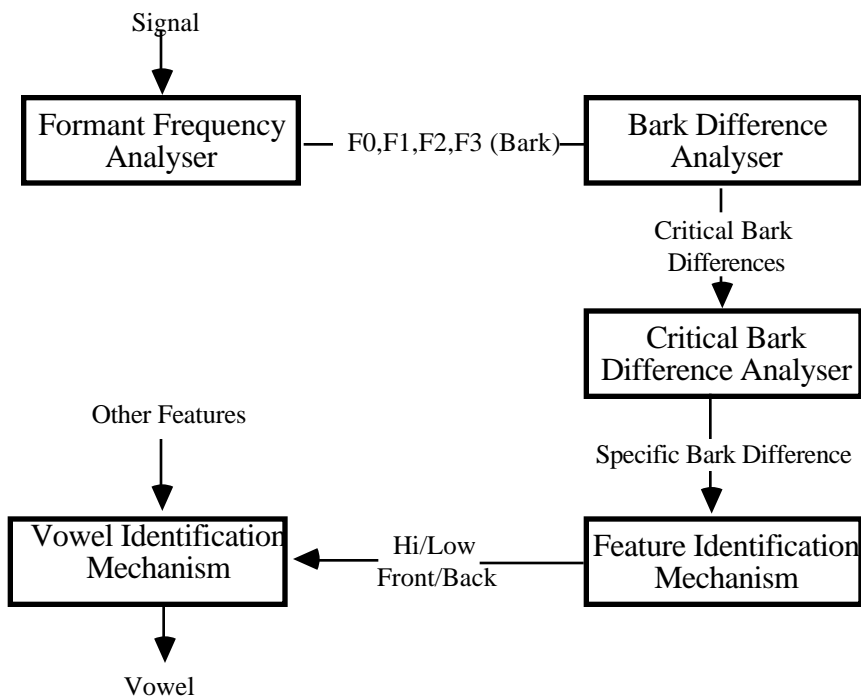 Signal
Formant Frequency
Analyser
F0,F1,F2,F3 (Bark)
Bark Difference
Analyser
Critical Bark
Differences
Critical Bark
Difference Analyser
Specific Bark Difference
Feature Identification
Mechanism
Hi/Low
Front/Back
Other Features
Vowel Identification
Mechanism
Vowel